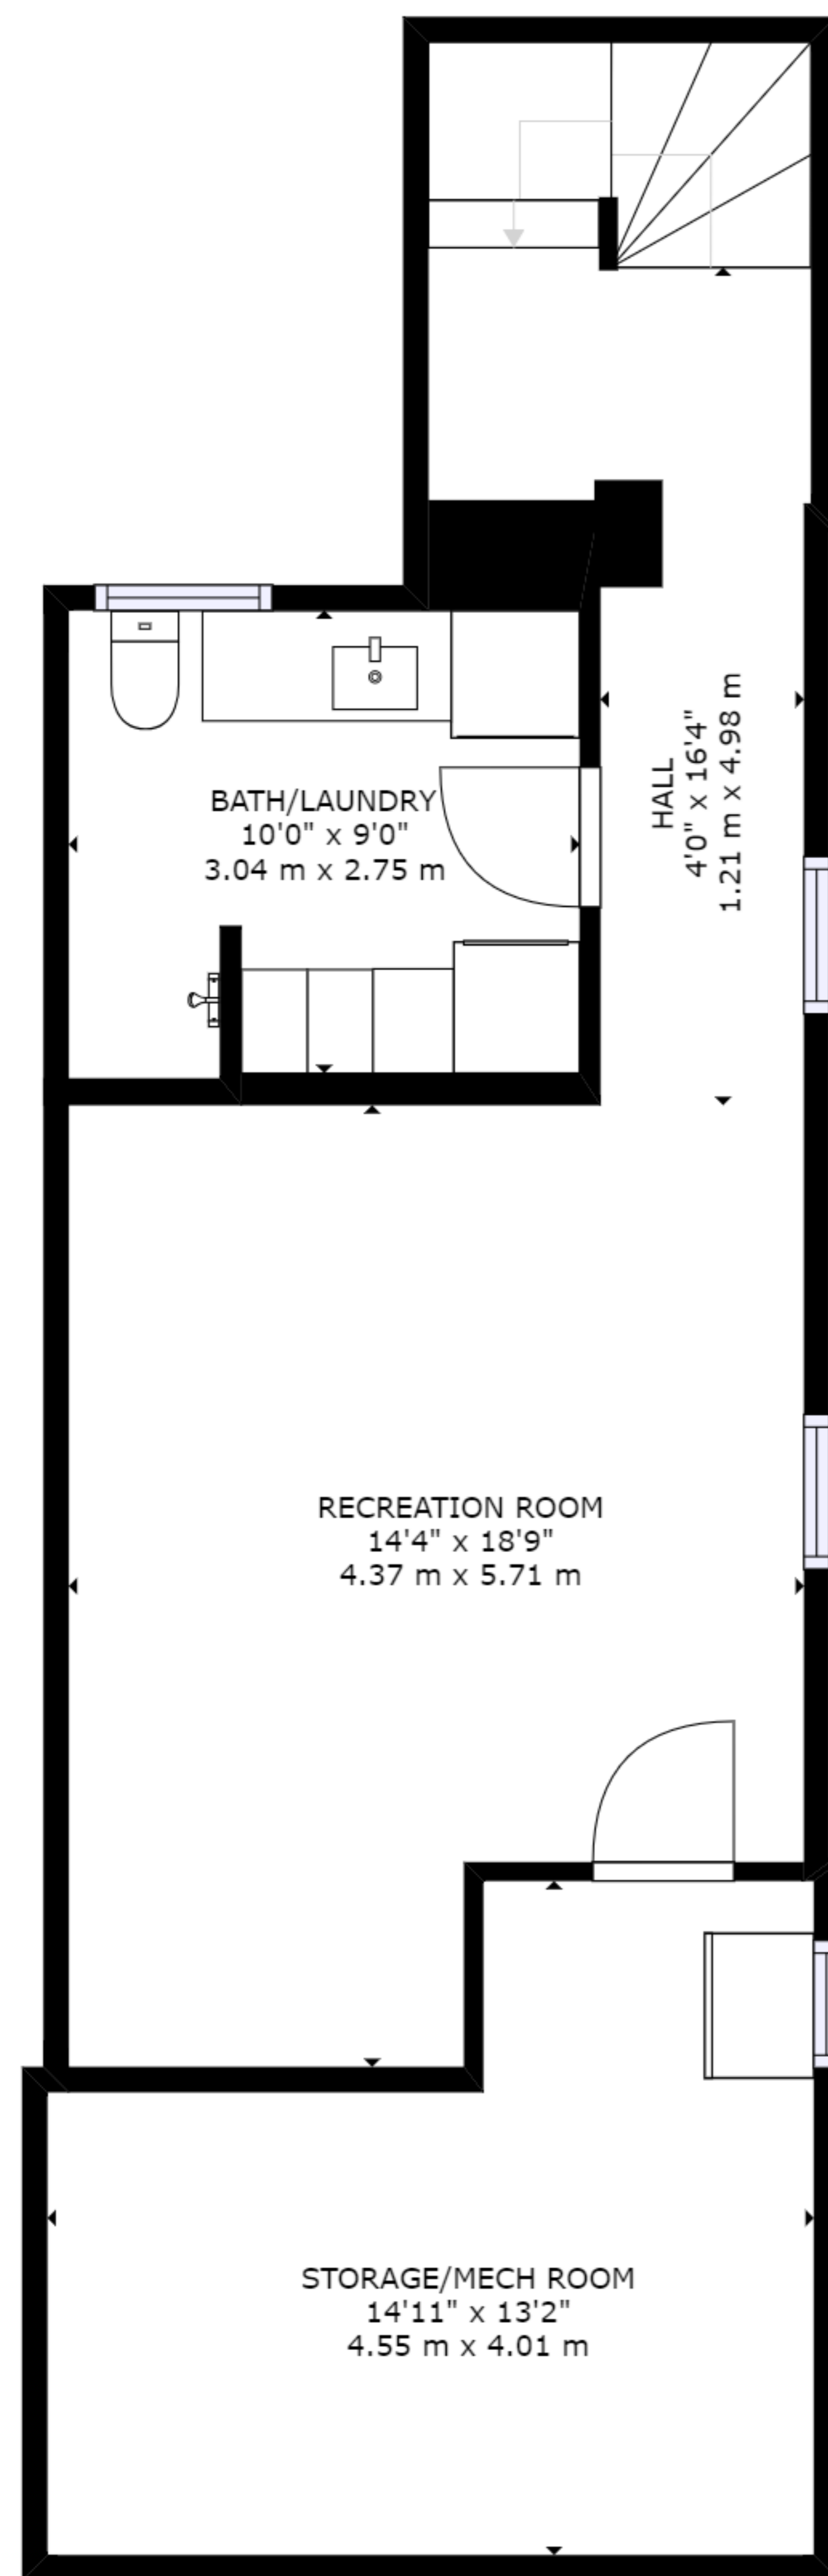 HALL
4'0" x 16'4"
1.21 m x 4.98 m
BATH/LAUNDRY
10'0" x 9'0"
3.04 m x 2.75 m
RECREATION ROOM
14'4" x 18'9"
4.37 m x 5.71 m
STORAGE/MECH ROOM
14'11" x 13'2"
4.55 m x 4.01 m